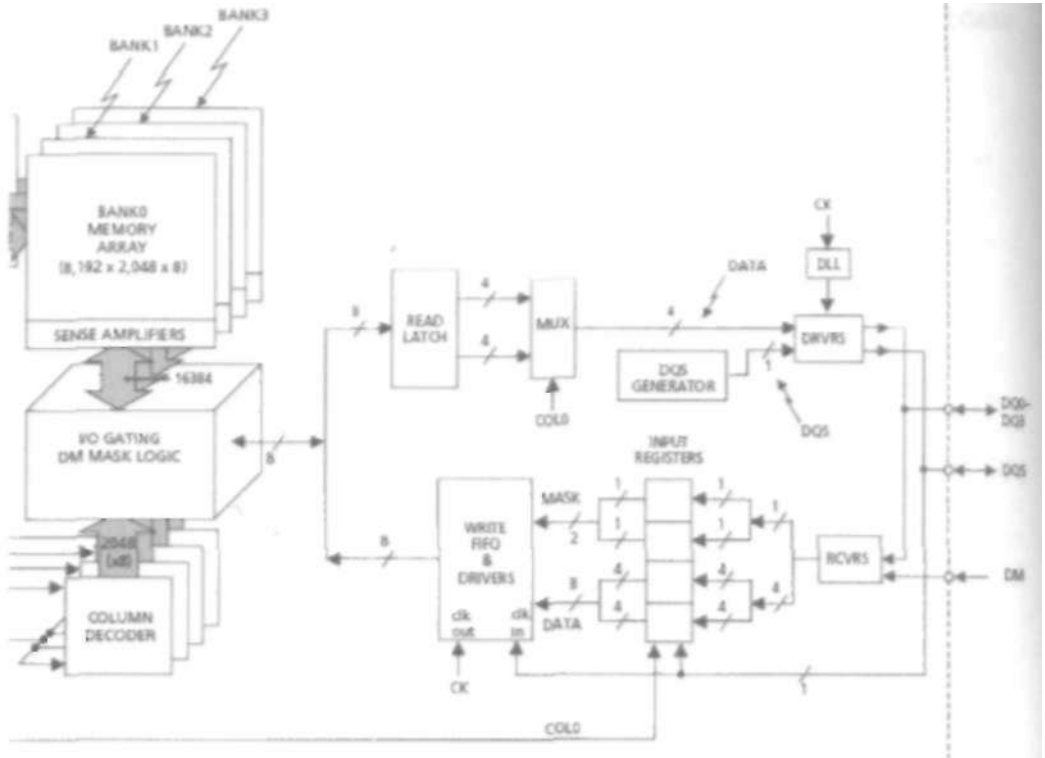 BANK3
BANK2
BANK1
BANK0
MEMORY
ARRAY
(8,192 x 2,048 x 8)
SENSE AMPLIFIERS
16384
I/O GATING
DM MASK LOGIC
8
2048
(x8)
COLUMN
DECODER
8
READ
LATCH
4
4
MUX
COL0
4
DATA
CK
DLL
DRVRS
DQS
GENERATOR
1
DQS
DQ0-
DQ3
DQS
DM
INPUT
REGISTERS
8
WRITE
FIFO
&
DRIVERS
clk
out
clk
in
CK
MASK
2
8
DATA
1
1
4
4
1
1
4
4
1
4
RCVRS
1
COL0